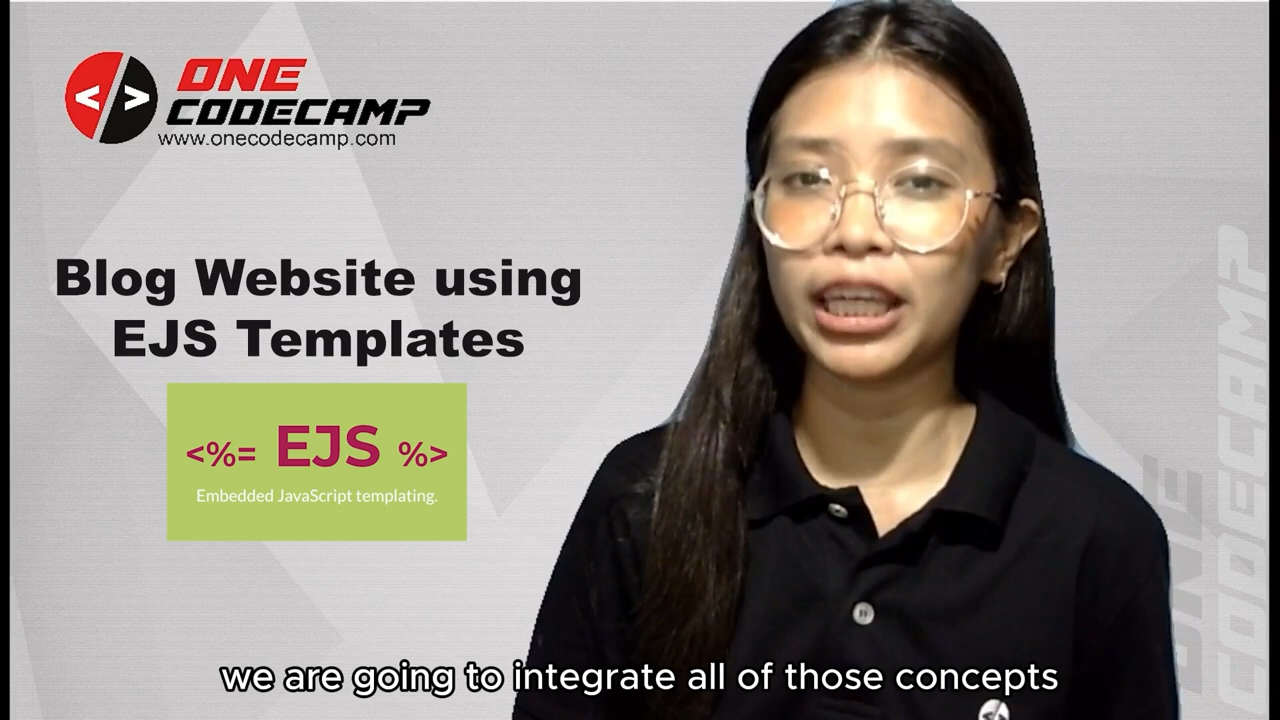 ONE
CODECAMP
www.onecodecamp.com
Blog Website using
EJS Templates
<%= EJS %>
Embedded JavaScript templating.
we are going to integrate all of those concepts
ONE
CODECAMP